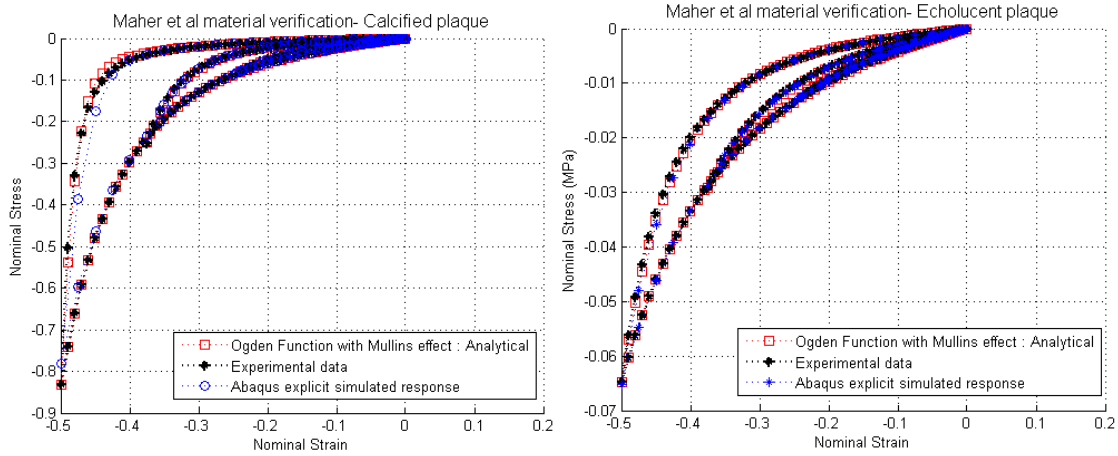 Maher et al material verification- Calcified plaque
0
-0.1
-0.2
-0.3
-0.4
-0.5
-0.6
-0.7
-0.8
-0.9
Nominal Stress
Ogden Function with Mullins effect : Analytical
Experimental data
Abaqus explicit simulated response
-0.5 -0.4 -0.3 -0.2 -0.1 0 0.1 0.2
Nominal Strain
Maher et al material verification- Echolucent plaque
0
-0.01
-0.02
-0.03
-0.04
-0.05
-0.06
-0.07
Nominal Stress (MPa)
Ogden Function with Mullins effect : Analytical
Experimental data
Abaqus explicit simulated response
-0.5 -0.4 -0.3 -0.2 -0.1 0 0.1 0.2
Nominal Strain